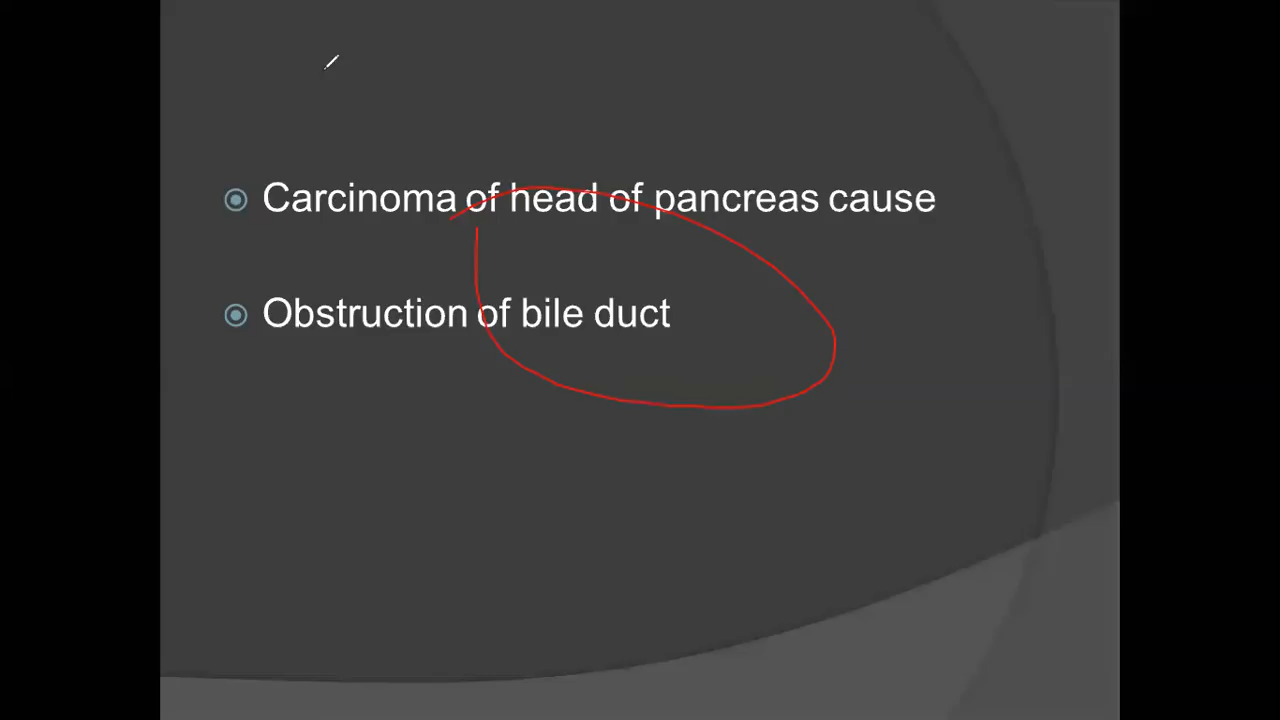 Carcinoma of head of pancreas cause
Obstruction of bile duct